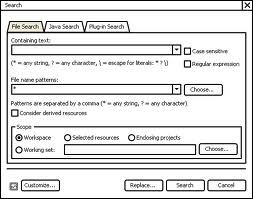 Search
File Search
Java Search
Plug-in Search
Containing text:
Case sensitive
(* = any string, ? = any character, \ = escape for literals: * ? \)
Regular expression
File name patterns:
*
Choose...
Patterns are separated by a comma (* = any string, ? = any character)
Consider derived resources
Scope
Workspace
Selected resources
Enclosing projects
Working set:
Choose...
Customize...
Replace...
Search
Cancel